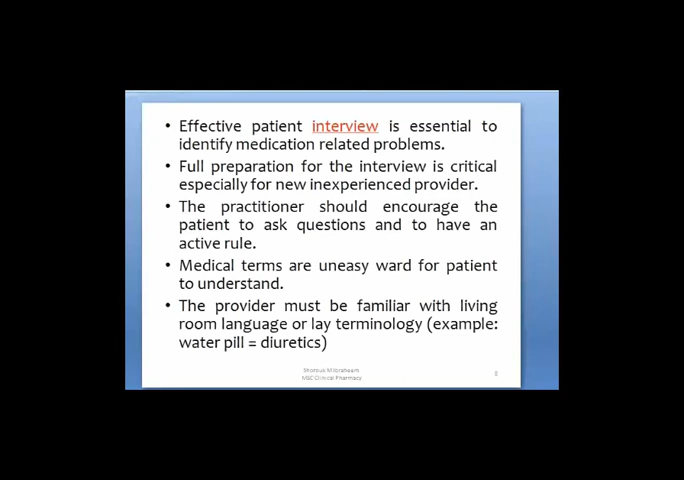 • Effective patient interview is essential to
identify medication related problems.
• Full preparation for the interview is critical
especially for new inexperienced provider.
• The practitioner should encourage the
patient to ask questions and to have an
active rule.
• Medical terms are uneasy ward for patient
to understand.
• The provider must be familiar with living
room language or lay terminology (example:
water pill = diuretics)
MSC Clinical Pharmacy